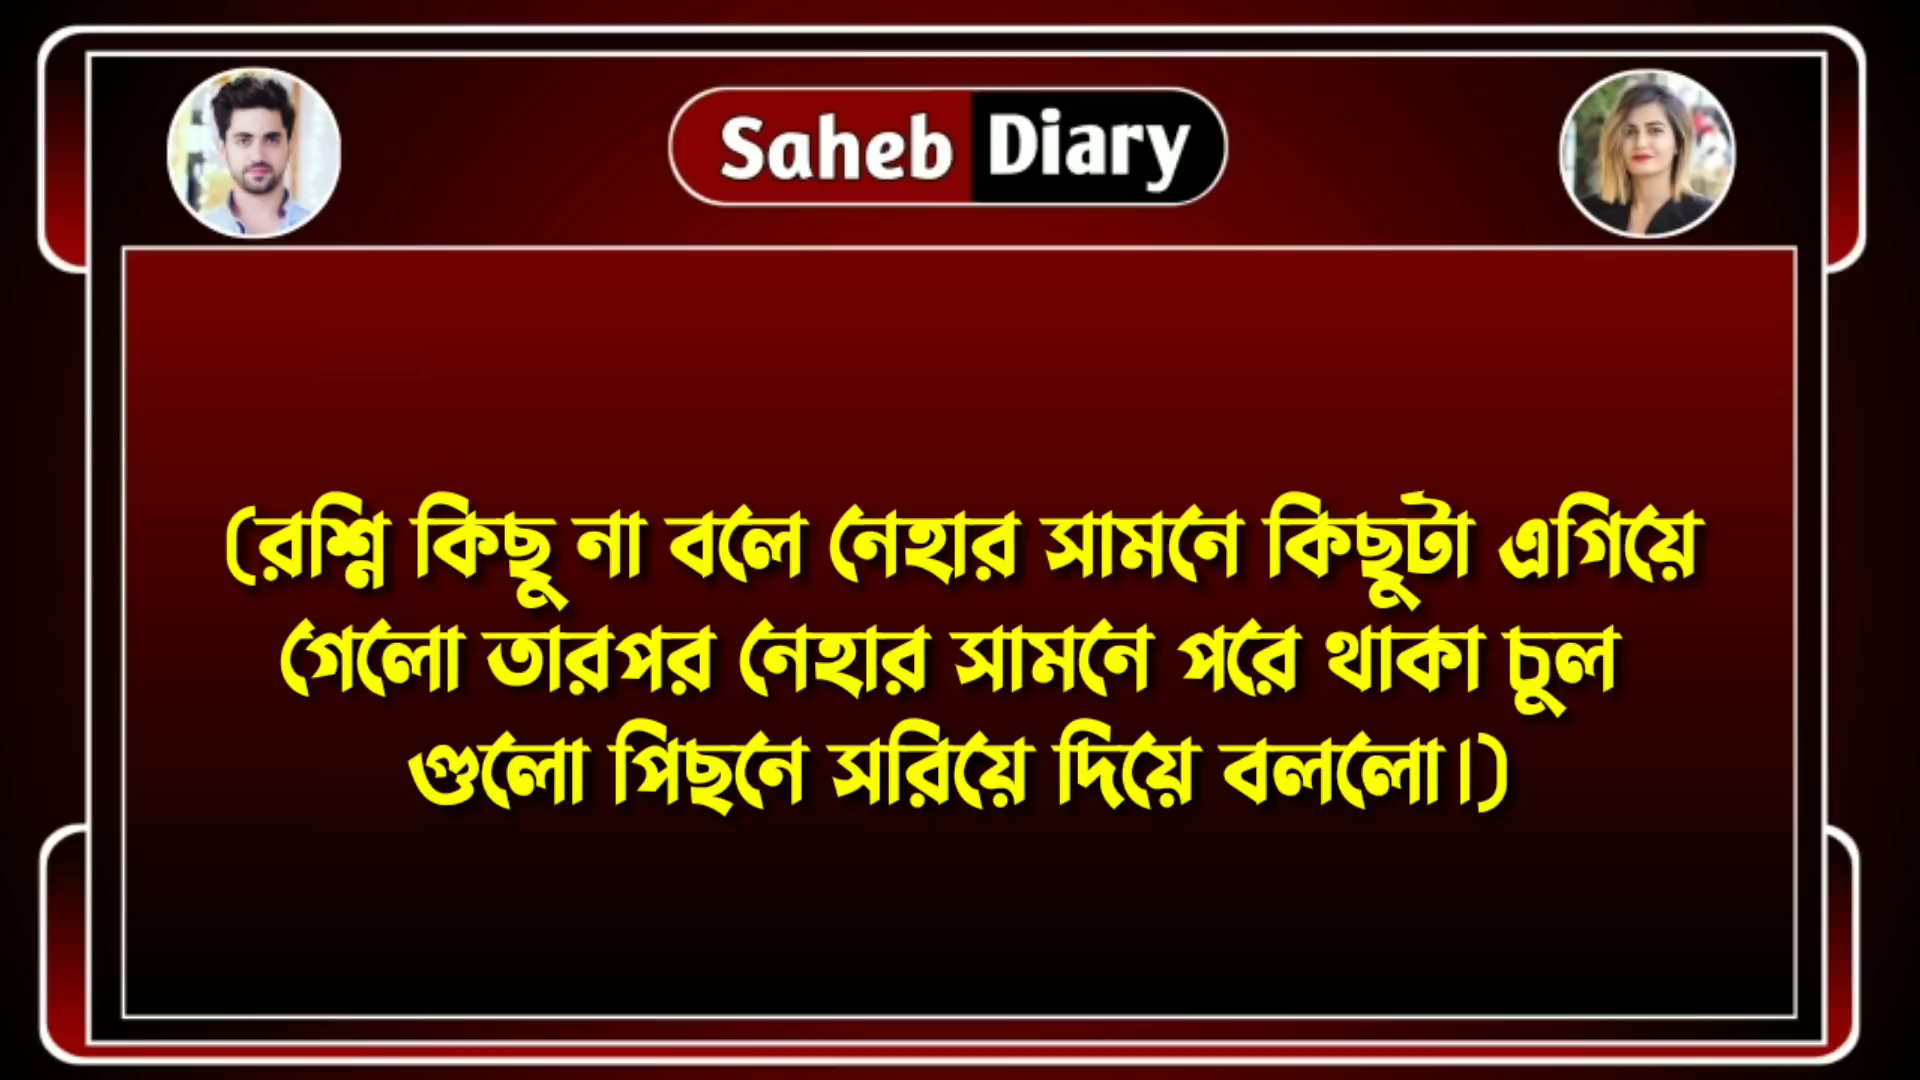 Saheb Diary
(রেশ্নি কিছু না বলে নেহার সামনে কিছুটা এগিয়ে
গেলো তারপর নেহার সামনে পরে থাকা চুল
গুলো পিছনে সরিয়ে দিয়ে বললো।)